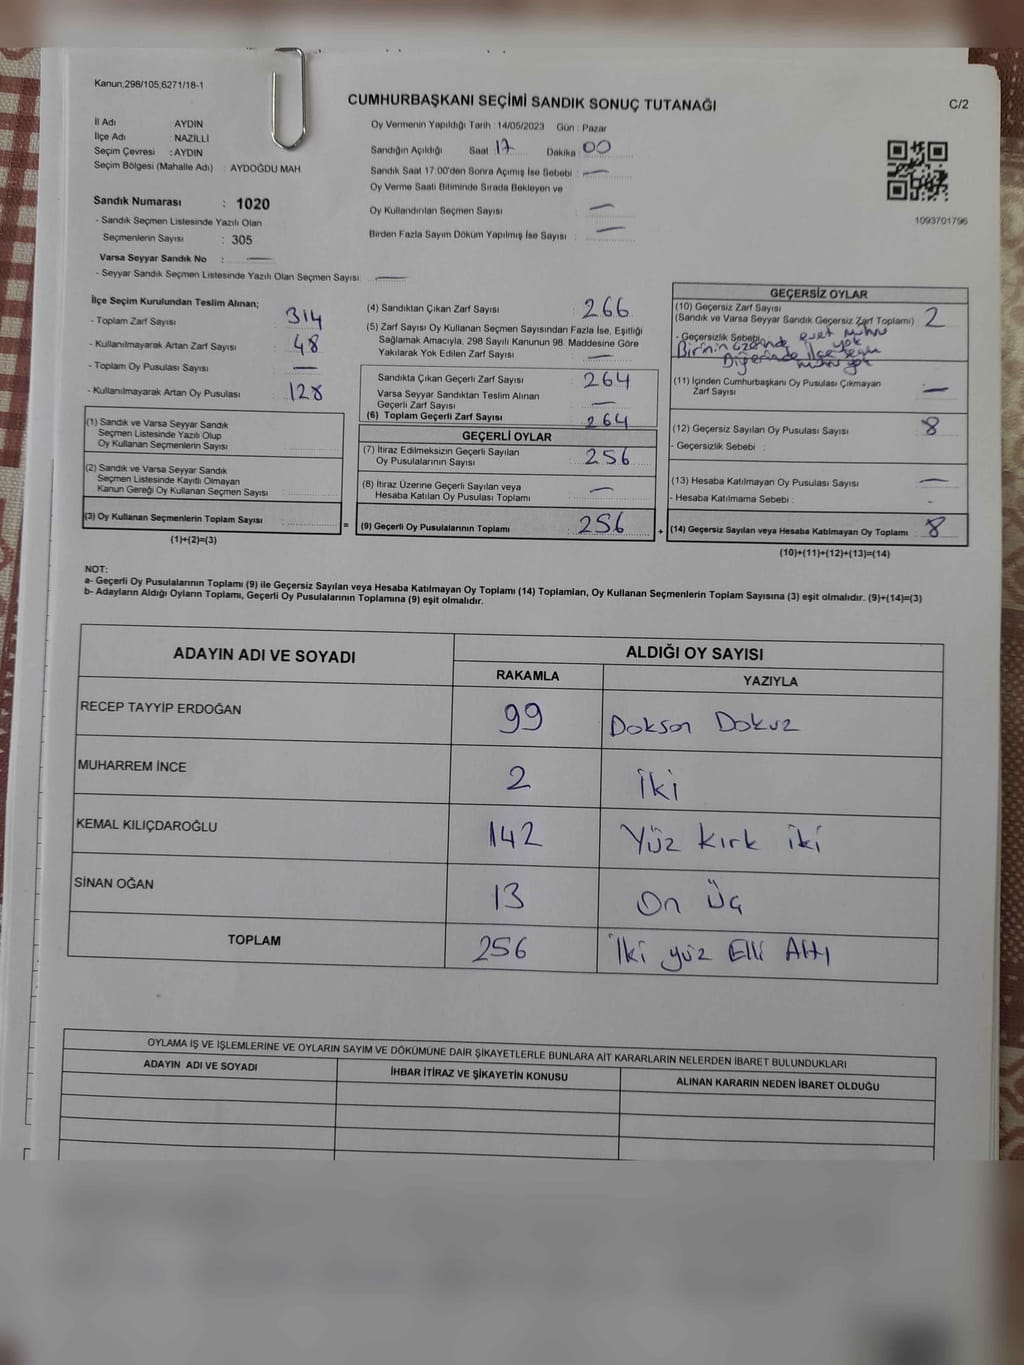 Kanun;298/105,6271/18-1
CUMHURBAŞKANI SEÇİMİ SANDIK SONUÇ TUTANAĞI
C/2
İl Adı : AYDIN
İlçe Adı : NAZİLLİ
Seçim Çevresi : AYDIN
Seçim Bölgesi (Mahalle Adı) : AYDOĞDU MAH
Sandık Numarası : 1020
- Sandık Seçmen Listesinde Yazılı Olan
Seçmenlerin Sayısı : 305
Varsa Seyyar Sandık No : —
- Seyyar Sandık Seçmen Listesinde Yazılı Olan Seçmen Sayısı: —
Oy Vermenin Yapıldığı Tarih : 14/05/2023 Gün : Pazar
Sandığın Açıldığı Saat 17 Dakika : 00
Sandık Saat 17.00'den Sonra Açımış İse Sebebi : —
Oy Verme Saati Bitiminde Sırada Bekleyen ve
Oy Kullandırılan Seçmen Sayısı : —
Birden Fazla Sayım Döküm Yapılmış İse Sayısı : —
1093701796
İlçe Seçim Kurulundan Teslim Alınan;
- Toplam Zarf Sayısı : 314
- Kullanılmayarak Artan Zarf Sayısı : 48
- Toplam Oy Pusulası Sayısı : —
- Kullanılmayarak Artan Oy Pusulası : 128
(1) Sandık ve Varsa Seyyar Sandık
Seçmen Listesinde Yazılı Olup
Oy Kullanan Seçmenlerin Sayısı :
(2) Sandık ve Varsa Seyyar Sandık
Seçmen Listesinde Kayıtlı Olmayan
Kanun Gereği Oy Kullanan Seçmen Sayısı :
(3) Oy Kullanan Seçmenlerin Toplam Sayısı : =
(1)+(2)=(3)
(4) Sandıktan Çıkan Zarf Sayısı : 266
(5) Zarf Sayısı Oy Kullanan Seçmen Sayısından Fazla İse, Eşitliği
Sağlamak Amacıyla, 298 Sayılı Kanunun 98. Maddesine Göre
Yakılarak Yok Edilen Zarf Sayısı : —
Sandıkta Çıkan Geçerli Zarf Sayısı : 264
Varsa Seyyar Sandıktan Teslim Alınan
Geçerli Zarf Sayısı : —
(6) Toplam Geçerli Zarf Sayısı : 264
GEÇERLİ OYLAR
(7) İtiraz Edilmeksizin Geçerli Sayılan
Oy Pusulalarının Sayısı : 256
(8) İtiraz Üzerine Geçerli Sayılan veya
Hesaba Katılan Oy Pusulası Toplamı : —
(9) Geçerli Oy Pusulalarının Toplamı : 256 +
GEÇERSİZ OYLAR
(10) Geçersiz Zarf Sayısı
(Sandık ve Varsa Seyyar Sandık Geçersiz Zarf Toplamı) : 2
- Geçersizlik Sebebi: evet mührü
Birinin üzerinde yok
Diğerinde ilçe seçim
mührü yok
(11) İçinden Cumhurbaşkanı Oy Pusulası Çıkmayan
Zarf Sayısı : —
(12) Geçersiz Sayılan Oy Pusulası Sayısı : 8
- Geçersizlik Sebebi :
(13) Hesaba Katılmayan Oy Pusulası Sayısı : —
- Hesaba Katılmama Sebebi : -
(14) Geçersiz Sayılan veya Hesaba Katılmayan Oy Toplamı : 8
(10)+(11)+(12)+(13)=(14)
NOT:
a- Geçerli Oy Pusulalarının Toplamı (9) ile Geçersiz Sayılan veya Hesaba Katılmayan Oy Toplamı (14) Toplamları, Oy Kullanan Seçmenlerin Toplam Sayısına (3) eşit olmalıdır. (9)+(14)=(3)
b- Adayların Aldığı Oyların Toplamı, Geçerli Oy Pusulalarının Toplamına (9) eşit olmalıdır.
ADAYIN ADI VE SOYADI
ALDIĞI OY SAYISI
RAKAMLA
YAZIYLA
RECEP TAYYİP ERDOĞAN 99 Doksan Dokuz
MUHARREM İNCE 2 iki
KEMAL KILIÇDAROĞLU 142 Yüz kırk iki
SİNAN OĞAN 13 On Üç
TOPLAM 256 İki yüz Elli Altı
OYLAMA İŞ VE İŞLEMLERİNE VE OYLARIN SAYIM VE DÖKÜMÜNE DAİR ŞİKAYETLERLE BUNLARA AİT KARARLARIN NELERDEN İBARET BULUNDUKLARI
ADAYIN ADI VE SOYADI
İHBAR İTİRAZ VE ŞİKAYETİN KONUSU
ALINAN KARARIN NEDEN İBARET OLDUĞU